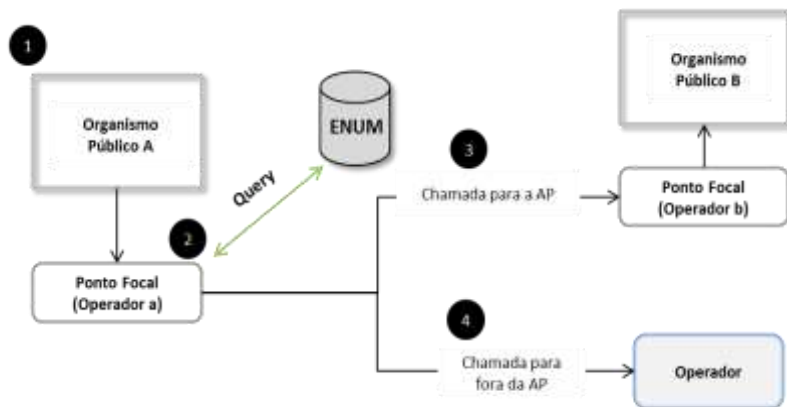 1
Organismo
Público A
ENUM
Query
2
Ponto Focal
(Operador a)
3
Chamada para a AP
Organismo
Público B
Ponto Focal
(Operador b)
4
Chamada para
fora da AP
Operador